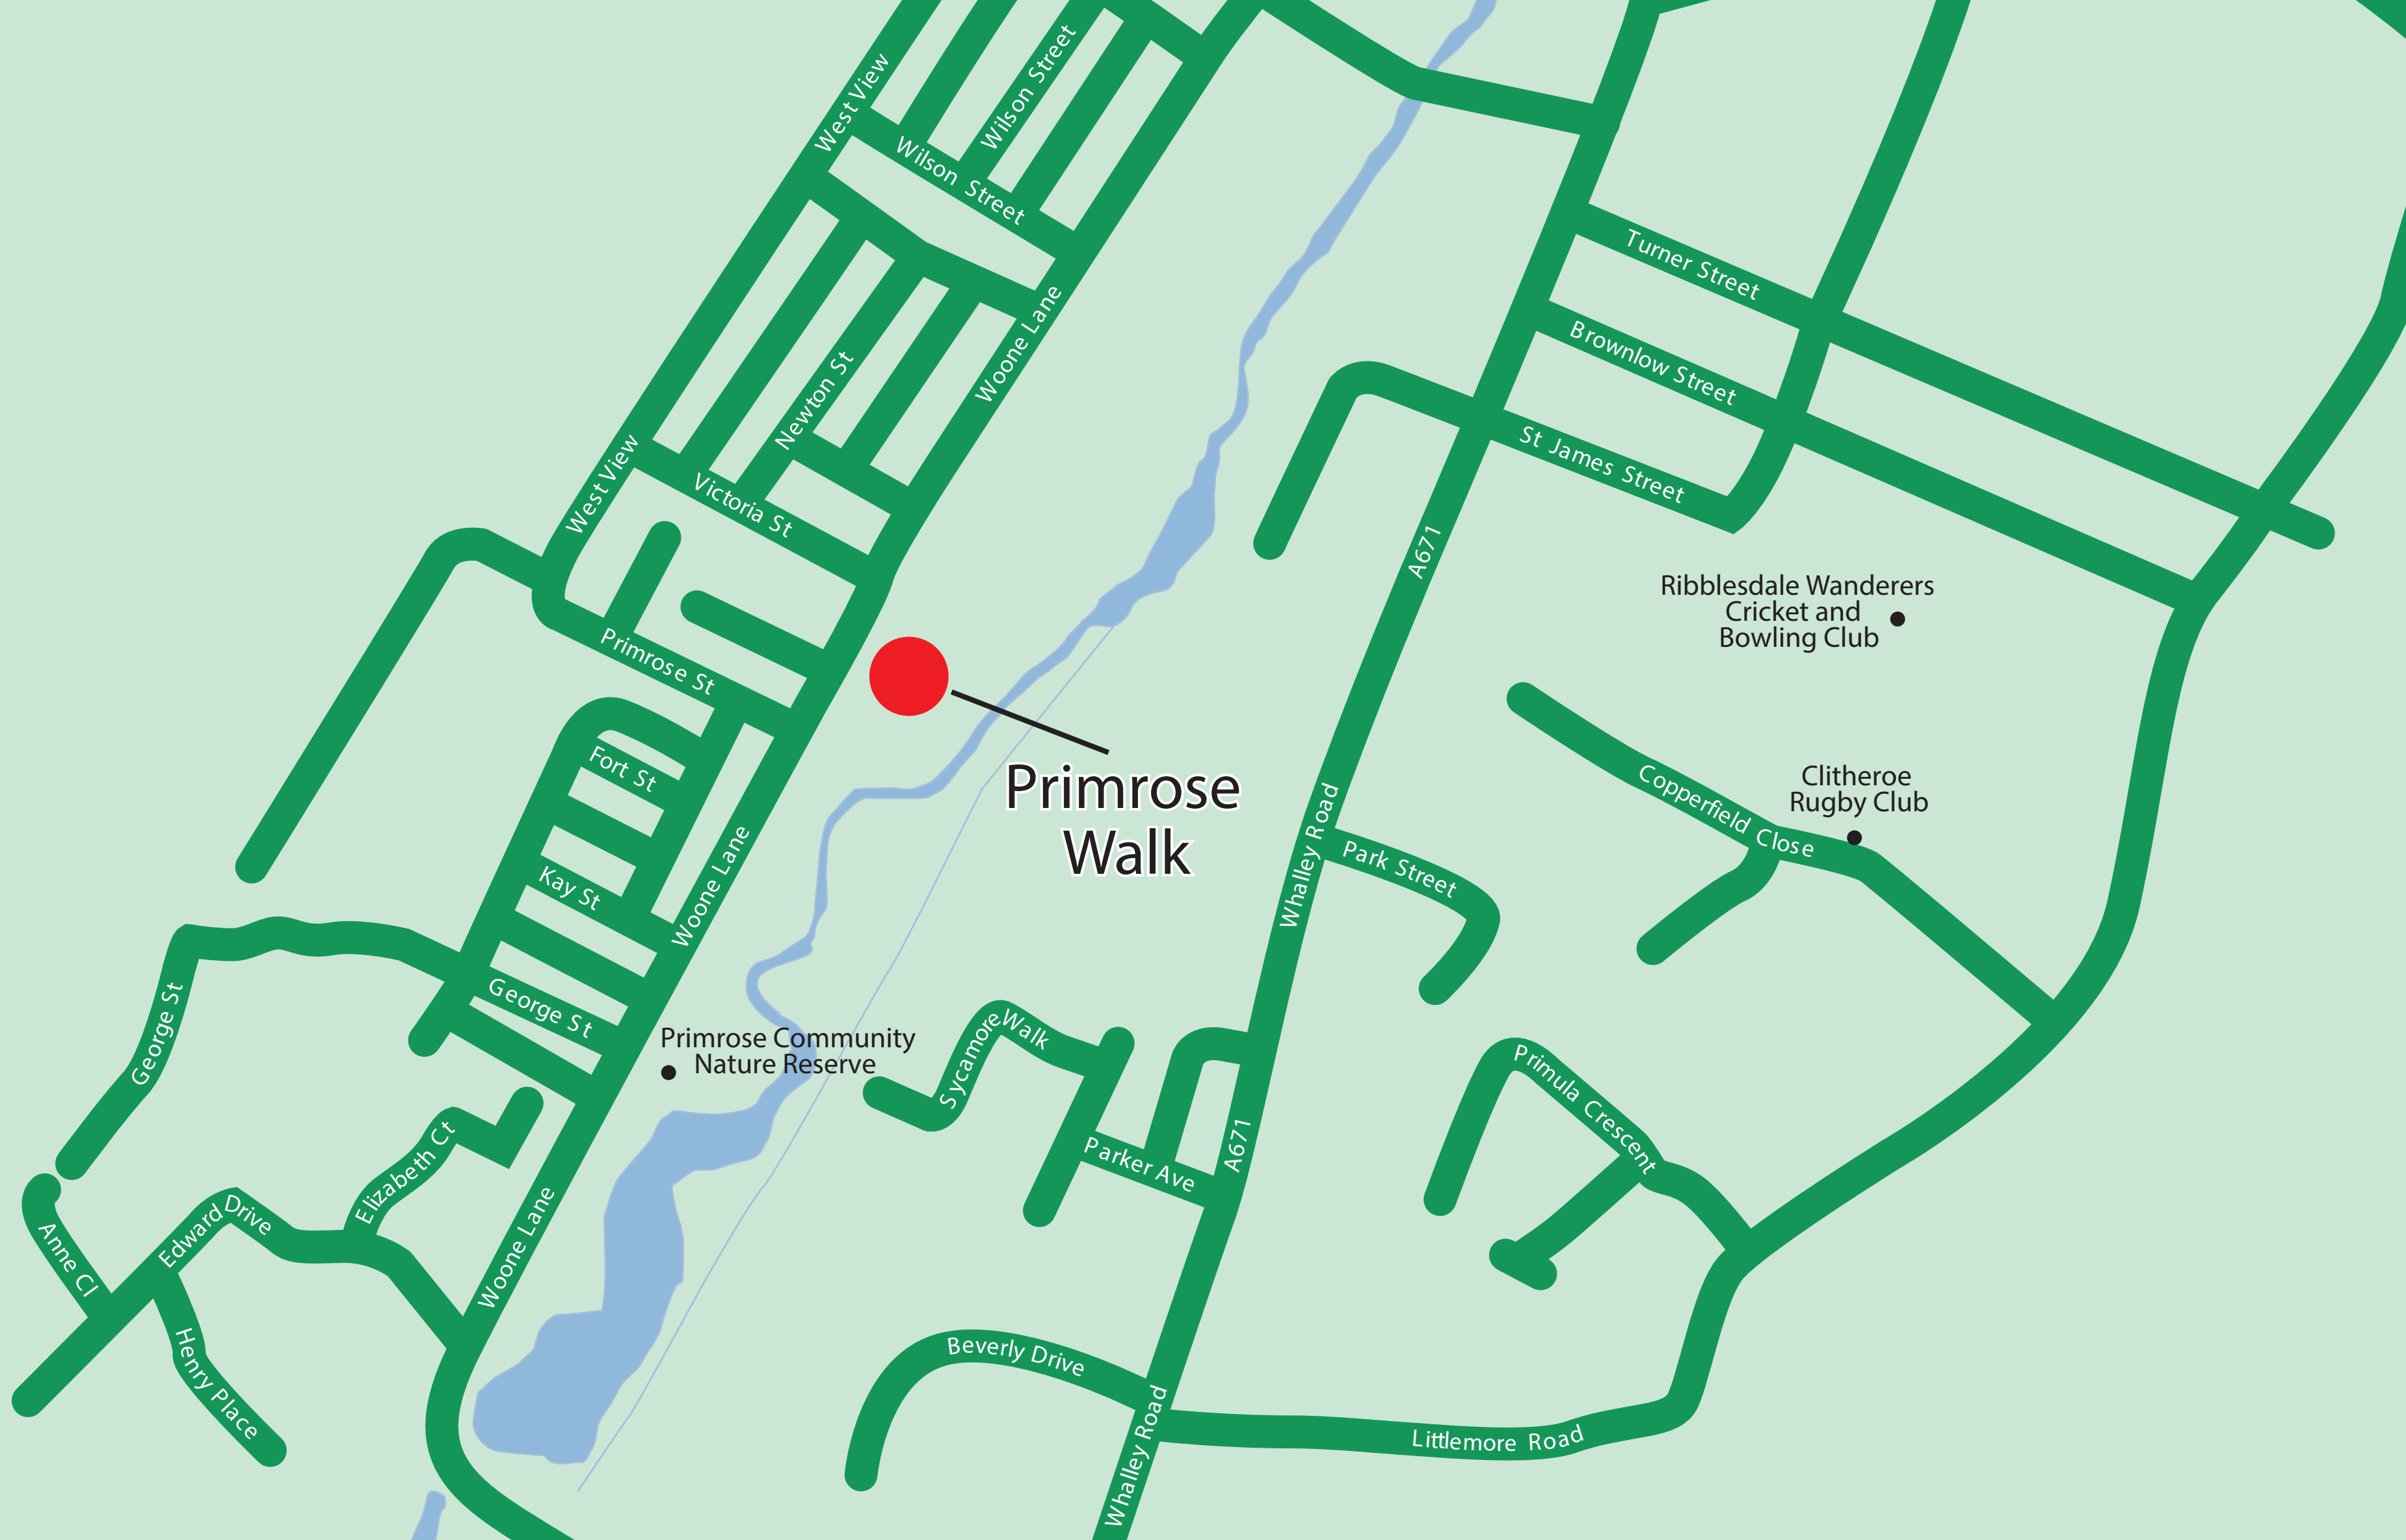 West View
Wilson Street
Wilson Street
Turner Street
Woone Lane
Brownlow Street
Newton St
West View
Victoria St
St James Street
A671
Ribblesdale Wanderers
Cricket and
Bowling Club
Primrose St
Primrose
Walk
Fort St
Copperfield Close
Clitheroe
Rugby Club
Whalley Road
Park Street
Woone Lane
Kay St
George St
George St
Primrose Community
Nature Reserve
Sycamore Walk
Primula Crescent
Parker Ave
A671
Elizabeth Ct
Edward Drive
Anne Cl
Woone Lane
Henry Place
Beverly Drive
Whalley Road
Littlemore Road